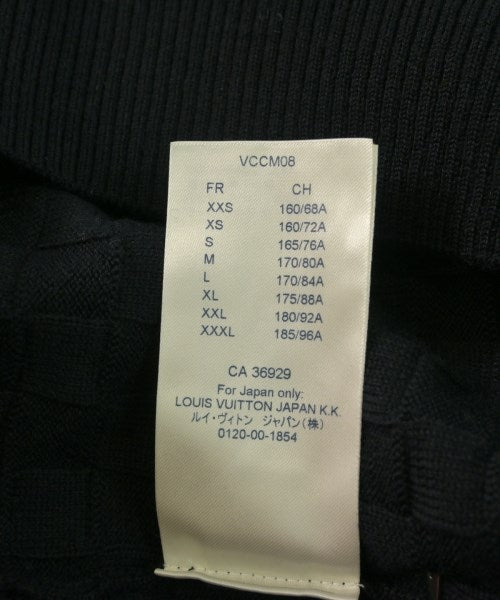 VCCM08
FR CH
XXS 160/68A
XS 160/72A
S 165/76A
M 170/80A
L 170/84A
XL 175/88A
XXL 180/92A
XXXL 185/96A
CA 36929
For Japan only:
LOUIS VUITTON JAPAN K.K.
ルイ・ヴィトン ジャパン(株)
0120-00-1854